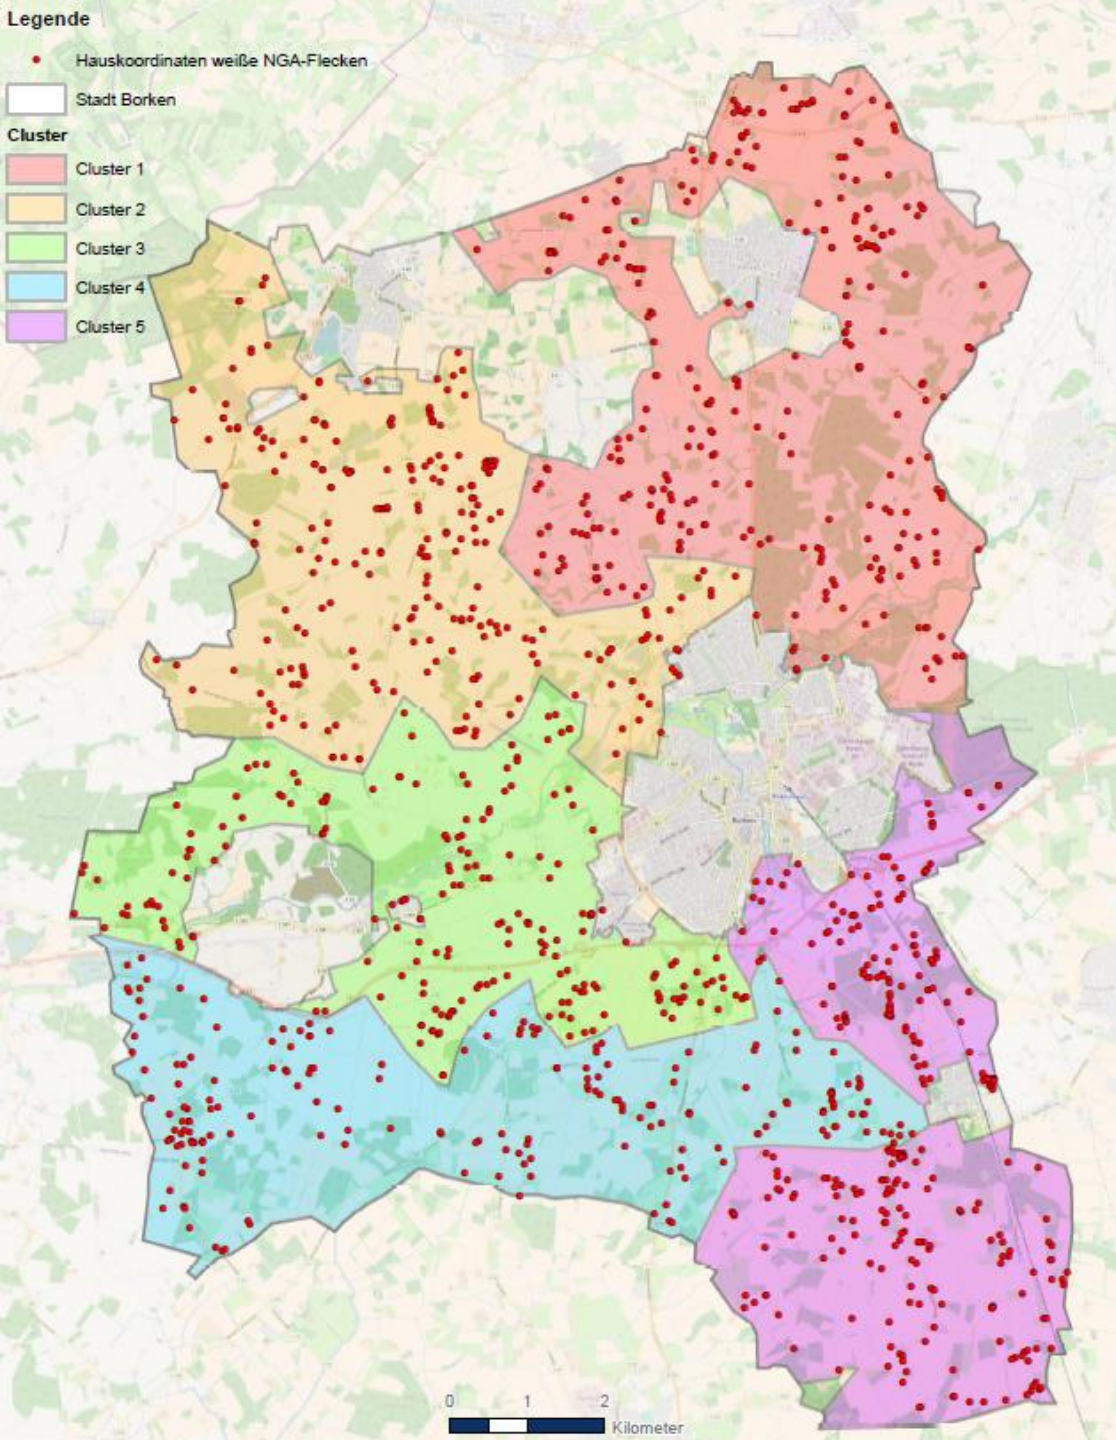 Legende
Hauskoordinaten weiße NGA-Flecken
Stadt Borken
Cluster
Cluster 1
Cluster 2
Cluster 3
Cluster 4
Cluster 5
Borken
0 1 2
Kilometer